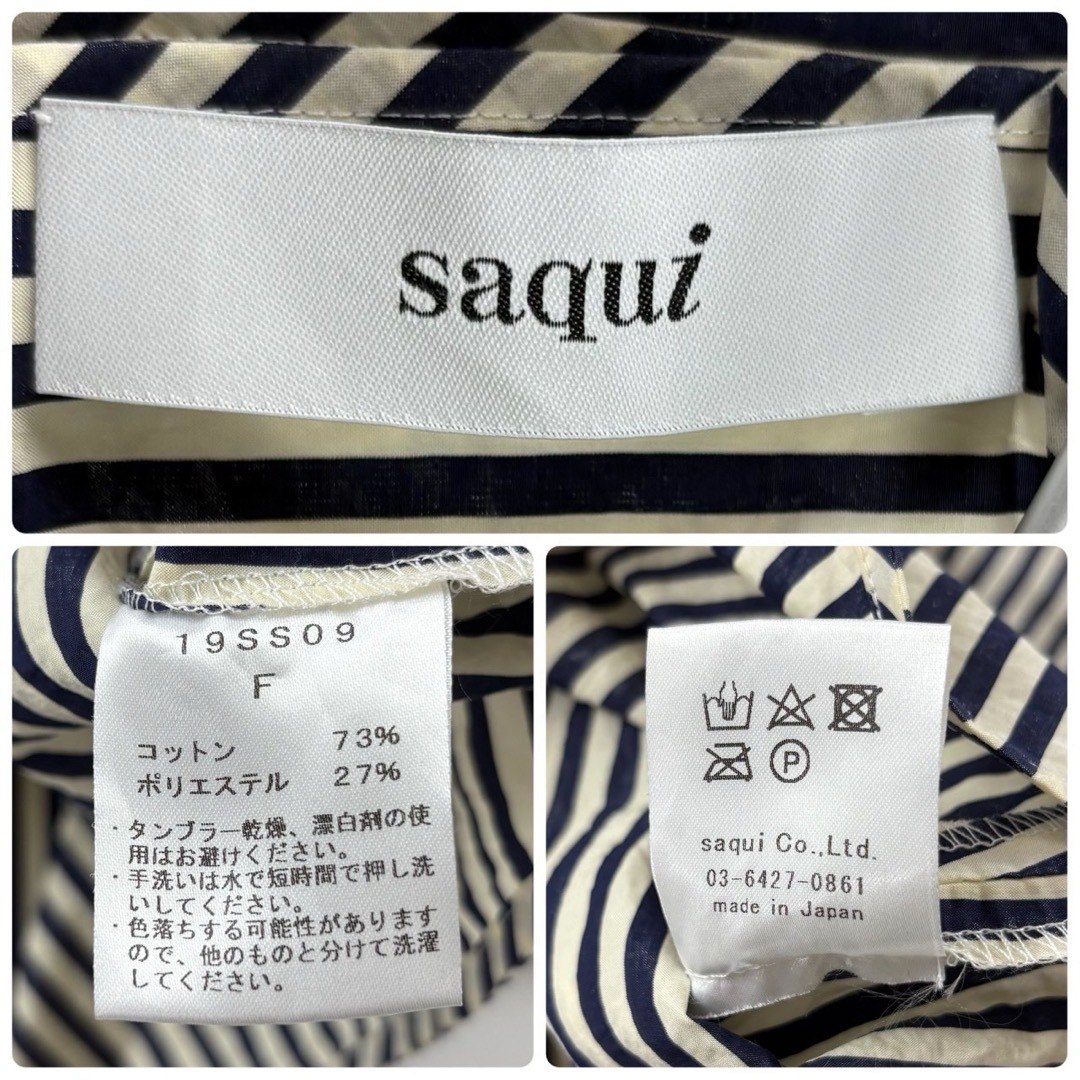 saqui
19SS09
F
コットン 73%
ポリエステル 27%
・タンブラー乾燥、漂白剤の使
用はお避けください。
・手洗いは水で短時間で押し洗
いしてください。
・色落ちする可能性があります
ので、他のものと分けて洗濯
してください。
P
saqui Co.,Ltd.
03-6427-0861
made in Japan